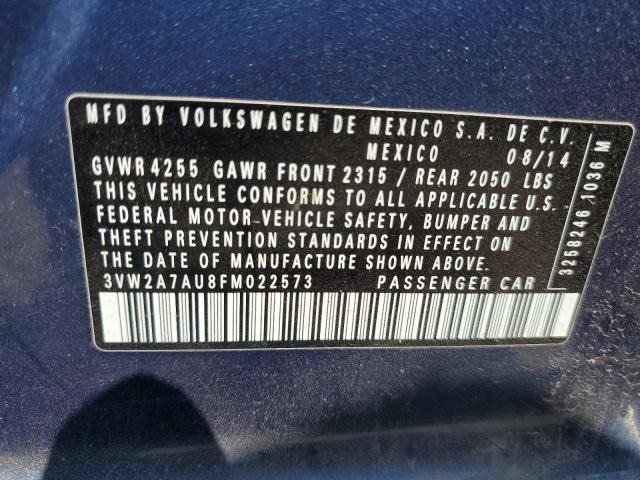 MFD BY VOLKSWAGEN DE MEXICO S.A. DE C.V.
MEXICO 08/14
GVWR 4255 GAWR FRONT 2315 / REAR 2050 LBS
THIS VEHICLE CONFORMS TO ALL APPLICABLE U.S.
FEDERAL MOTOR-VEHICLE SAFETY, BUMPER AND
THEFT PREVENTION STANDARDS IN EFFECT ON
THE DATE OF MANUFACTURE SHOWN ABOVE.
3VW2A7AU8FM022573 PASSENGER CAR
3258246 1036 M